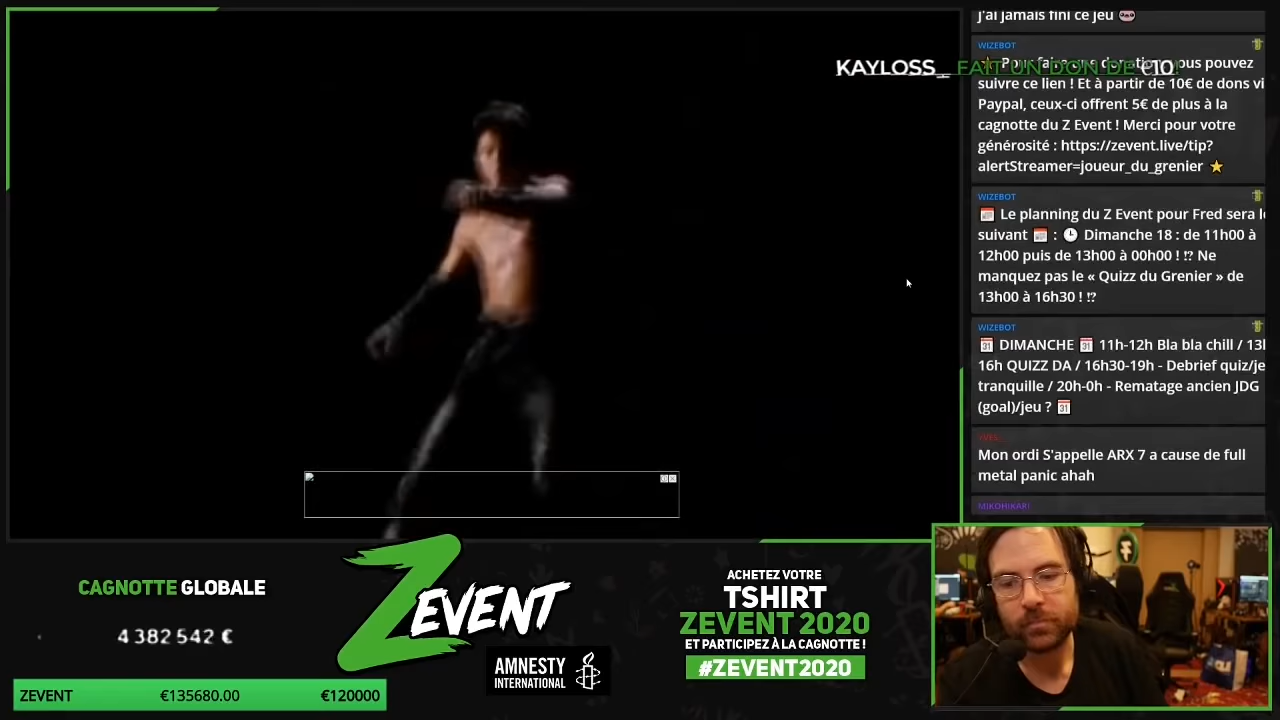 j'ai jamais fini ce jeu
KAYLOSS_ FAIT UN DON DE €10!
WIZEBOT
suivre ce lien ! Et à partir de 10€ de dons vi
Paypal, ceux-ci offrent 5€ de plus à la
cagnotte du Z Event ! Merci pour votre
générosité : https://zevent.live/tip?
alertStreamer=joueur_du_grenier
WIZEBOT
Le planning du Z Event pour Fred sera l
suivant : Dimanche 18 : de 11h00 à
12h00 puis de 13h00 à 00h00 ! !? Ne
manquez pas le « Quizz du Grenier » de
13h00 à 16h30 ! !?
WIZEBOT
DIMANCHE 11h-12h Bla bla chill / 13h
16h QUIZZ DA / 16h30-19h - Debrief quiz/je
tranquille / 20h-0h - Rematage ancien JDG
(goal)/jeu ?
Mon ordi S'appelle ARX 7 a cause de full
metal panic ahah
MIKOHIKARI
CAGNOTTE GLOBALE
4 382 542 €
ZEVENT €135680.00 €120000
ZEVENT
AMNESTY
INTERNATIONAL
ACHETEZ VOTRE
TSHIRT
ZEVENT 2020
ET PARTICIPEZ À LA CAGNOTTE !
#ZEVENT2020